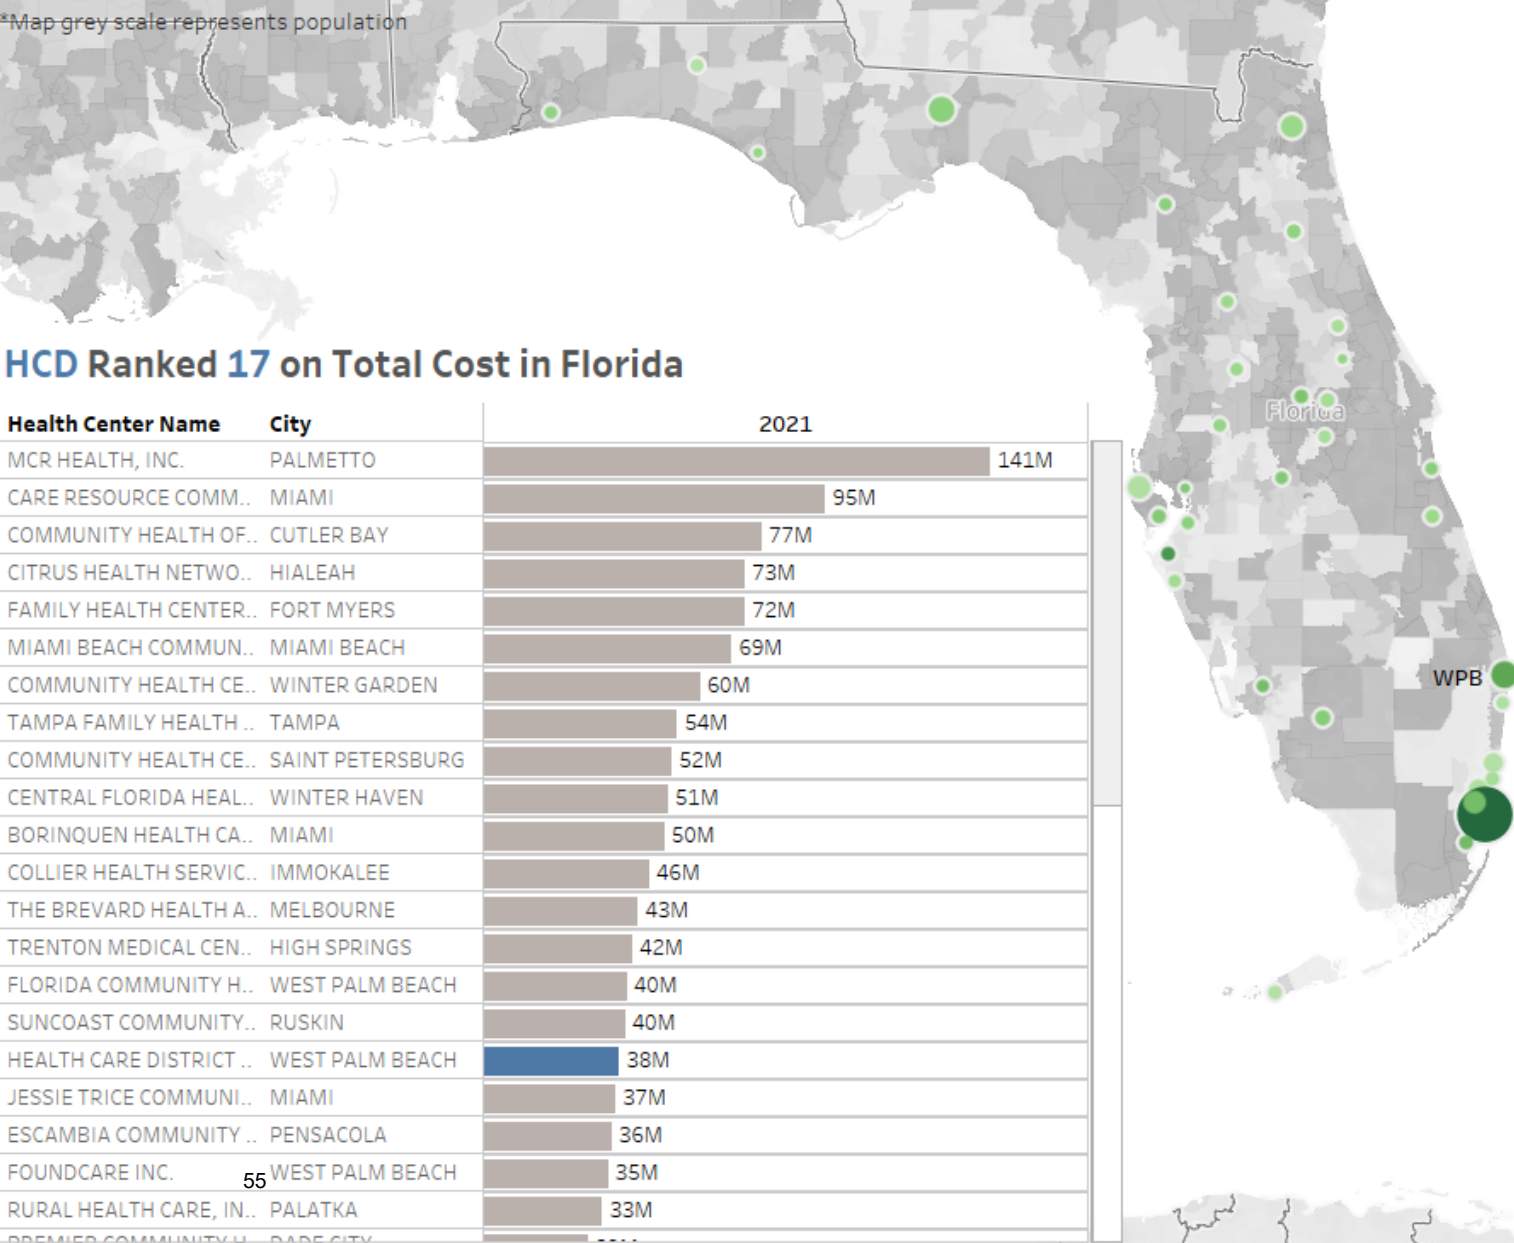 *Map grey scale represents population
HCD Ranked 17 on Total Cost in Florida
Health Center Name City 2021
MCR HEALTH, INC. PALMETTO 141M
CARE RESOURCE COMM.. MIAMI 95M
COMMUNITY HEALTH OF.. CUTLER BAY 77M
CITRUS HEALTH NETWO.. HIALEAH 73M
FAMILY HEALTH CENTER.. FORT MYERS 72M
MIAMI BEACH COMMUN.. MIAMI BEACH 69M
COMMUNITY HEALTH CE.. WINTER GARDEN 60M
TAMPA FAMILY HEALTH .. TAMPA 54M
COMMUNITY HEALTH CE.. SAINT PETERSBURG 52M
CENTRAL FLORIDA HEAL.. WINTER HAVEN 51M
BORINQUEN HEALTH CA.. MIAMI 50M
COLLIER HEALTH SERVIC.. IMMOKALEE 46M
THE BREVARD HEALTH A.. MELBOURNE 43M
TRENTON MEDICAL CEN.. HIGH SPRINGS 42M
FLORIDA COMMUNITY H.. WEST PALM BEACH 40M
SUNCOAST COMMUNITY.. RUSKIN 40M
HEALTH CARE DISTRICT .. WEST PALM BEACH 38M
JESSIE TRICE COMMUNI.. MIAMI 37M
ESCAMBIA COMMUNITY .. PENSACOLA 36M
FOUNDCARE INC. 55 WEST PALM BEACH 35M
RURAL HEALTH CARE, IN.. PALATKA 33M
PREMIER COMMUNITY H.. DADE CITY
Florida
WPB